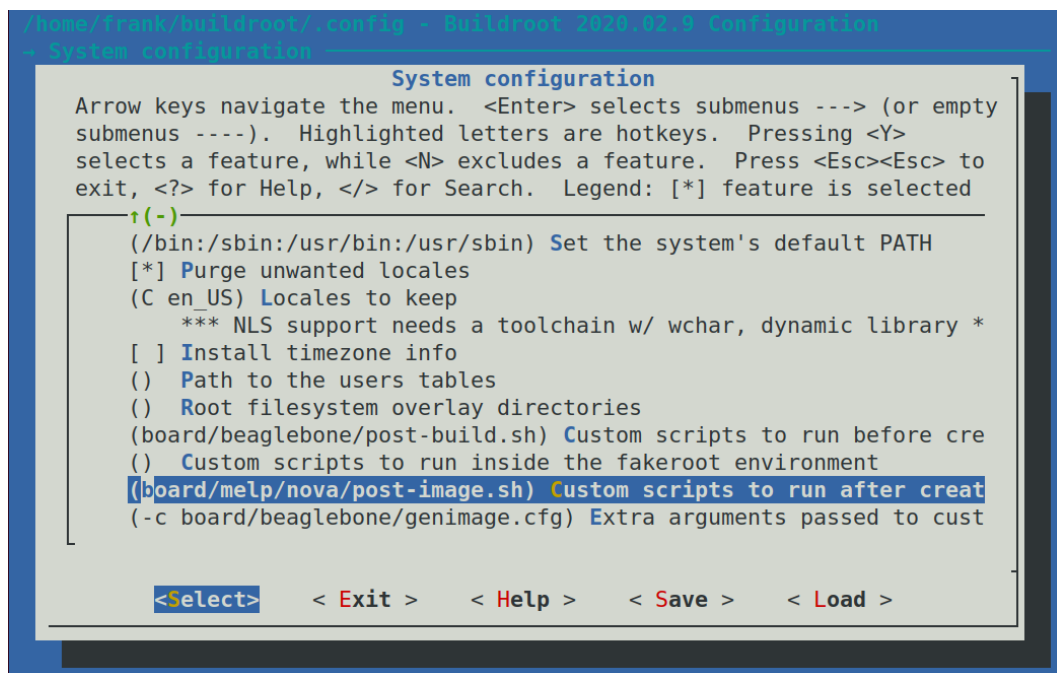 /home/frank/buildroot/.config - Buildroot 2020.02.9 Configuration
→ System configuration
System configuration
Arrow keys navigate the menu.  <Enter> selects submenus ---> (or empty
submenus ----).  Highlighted letters are hotkeys.  Pressing <Y>
selects a feature, while <N> excludes a feature.  Press <Esc><Esc> to
exit, <?> for Help, </> for Search.  Legend: [*] feature is selected
↑(-)
(/bin:/sbin:/usr/bin:/usr/sbin) Set the system's default PATH
[*] Purge unwanted locales
(C en_US) Locales to keep
*** NLS support needs a toolchain w/ wchar, dynamic library *
[ ] Install timezone info
()  Path to the users tables
()  Root filesystem overlay directories
(board/beaglebone/post-build.sh) Custom scripts to run before cre
()  Custom scripts to run inside the fakeroot environment
(board/melp/nova/post-image.sh) Custom scripts to run after creat
(-c board/beaglebone/genimage.cfg) Extra arguments passed to cust
<Select>    < Exit >    < Help >    < Save >    < Load >